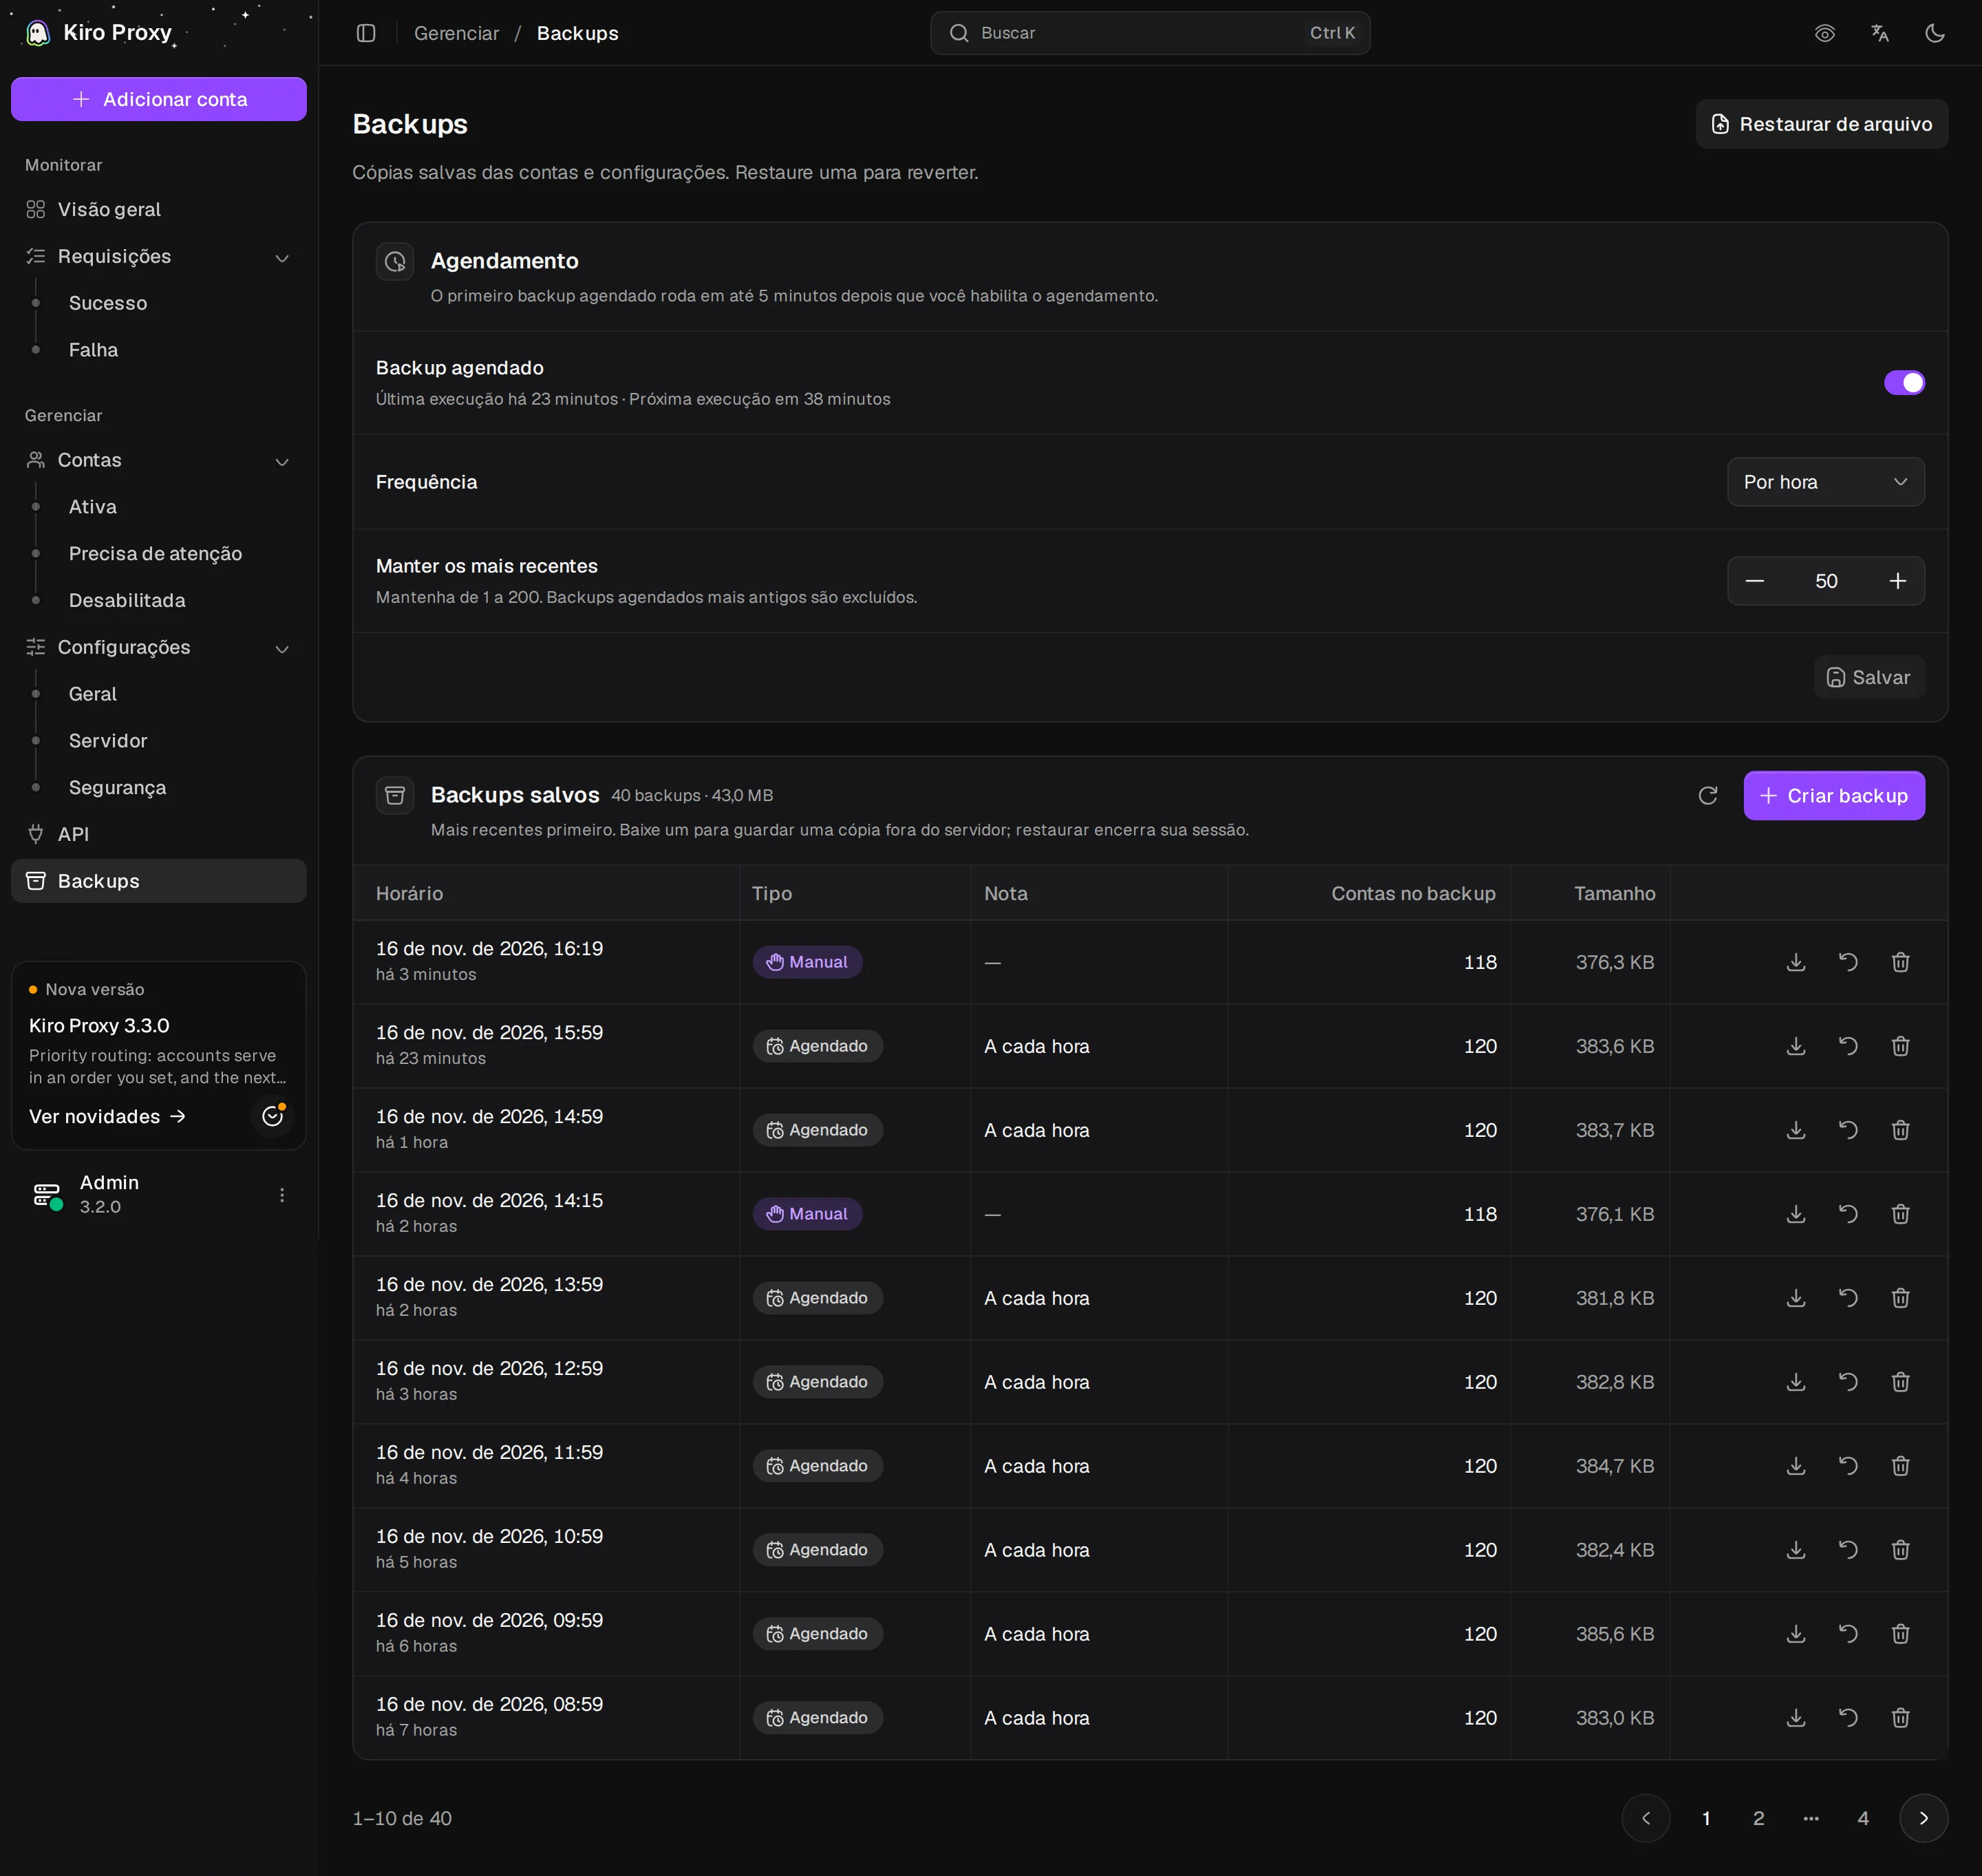 Kiro Proxy
Adicionar conta
Monitorar
Visão geral
Requisições
Sucesso
Falha
Gerenciar
Contas
Ativa
Precisa de atenção
Desabilitada
Configurações
Geral
Servidor
Segurança
API
Backups
Nova versão
Kiro Proxy 3.3.0
Priority routing: accounts serve
in an order you set, and the next…
Ver novidades
Admin
3.2.0
Gerenciar / Backups
Buscar Ctrl K
Backups
Restaurar de arquivo
Cópias salvas das contas e configurações. Restaure uma para reverter.
Agendamento
O primeiro backup agendado roda em até 5 minutos depois que você habilita o agendamento.
Backup agendado
Última execução há 23 minutos · Próxima execução em 38 minutos
Frequência
Por hora
Manter os mais recentes
Mantenha de 1 a 200. Backups agendados mais antigos são excluídos.
50
Salvar
Backups salvos 40 backups · 43,0 MB
Criar backup
Mais recentes primeiro. Baixe um para guardar uma cópia fora do servidor; restaurar encerra sua sessão.
Horário Tipo Nota Contas no backup Tamanho
16 de nov. de 2026, 16:19
há 3 minutos
Manual — 118 376,3 KB
16 de nov. de 2026, 15:59
há 23 minutos
Agendado A cada hora 120 383,6 KB
16 de nov. de 2026, 14:59
há 1 hora
Agendado A cada hora 120 383,7 KB
16 de nov. de 2026, 14:15
há 2 horas
Manual — 118 376,1 KB
16 de nov. de 2026, 13:59
há 2 horas
Agendado A cada hora 120 381,8 KB
16 de nov. de 2026, 12:59
há 3 horas
Agendado A cada hora 120 382,8 KB
16 de nov. de 2026, 11:59
há 4 horas
Agendado A cada hora 120 384,7 KB
16 de nov. de 2026, 10:59
há 5 horas
Agendado A cada hora 120 382,4 KB
16 de nov. de 2026, 09:59
há 6 horas
Agendado A cada hora 120 385,6 KB
16 de nov. de 2026, 08:59
há 7 horas
Agendado A cada hora 120 383,0 KB
1–10 de 40
1 2 ··· 4